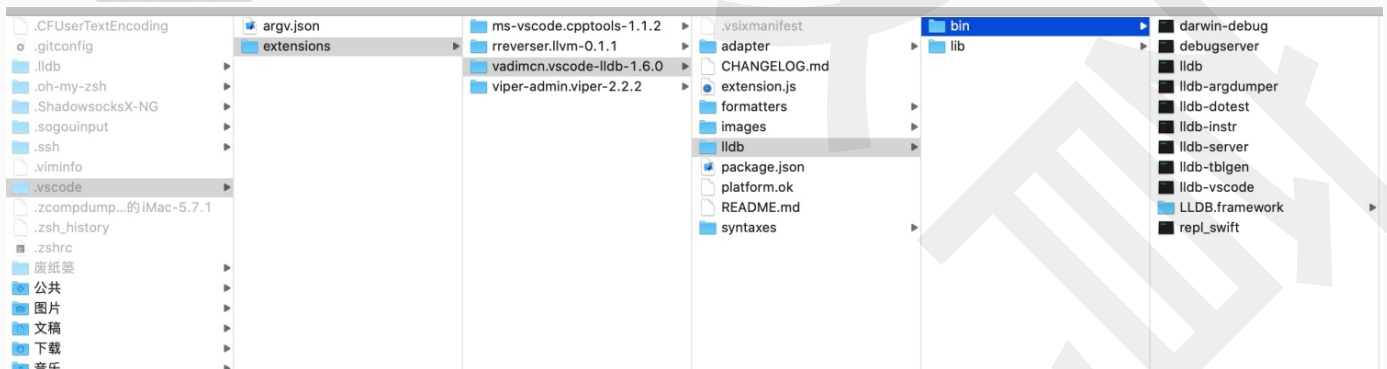 .CFUserTextEncoding
.gitconfig
.lldb
.oh-my-zsh
.ShadowsocksX-NG
.sogouinput
.ssh
.viminfo
.vscode
.zcompdump...的 iMac-5.7.1
.zsh_history
.zshrc
废纸篓
公共
图片
文稿
下载
音乐
argv.json
extensions
ms-vscode.cpptools-1.1.2
rreverser.llvm-0.1.1
vadimcn.vscode-lldb-1.6.0
viper-admin.viper-2.2.2
.vsixmanifest
adapter
CHANGELOG.md
extension.js
formatters
images
lldb
package.json
platform.ok
README.md
syntaxes
bin
lib
darwin-debug
debugserver
lldb
lldb-argdumper
lldb-dotest
lldb-instr
lldb-server
lldb-tblgen
lldb-vscode
LLDB.framework
repl_swift